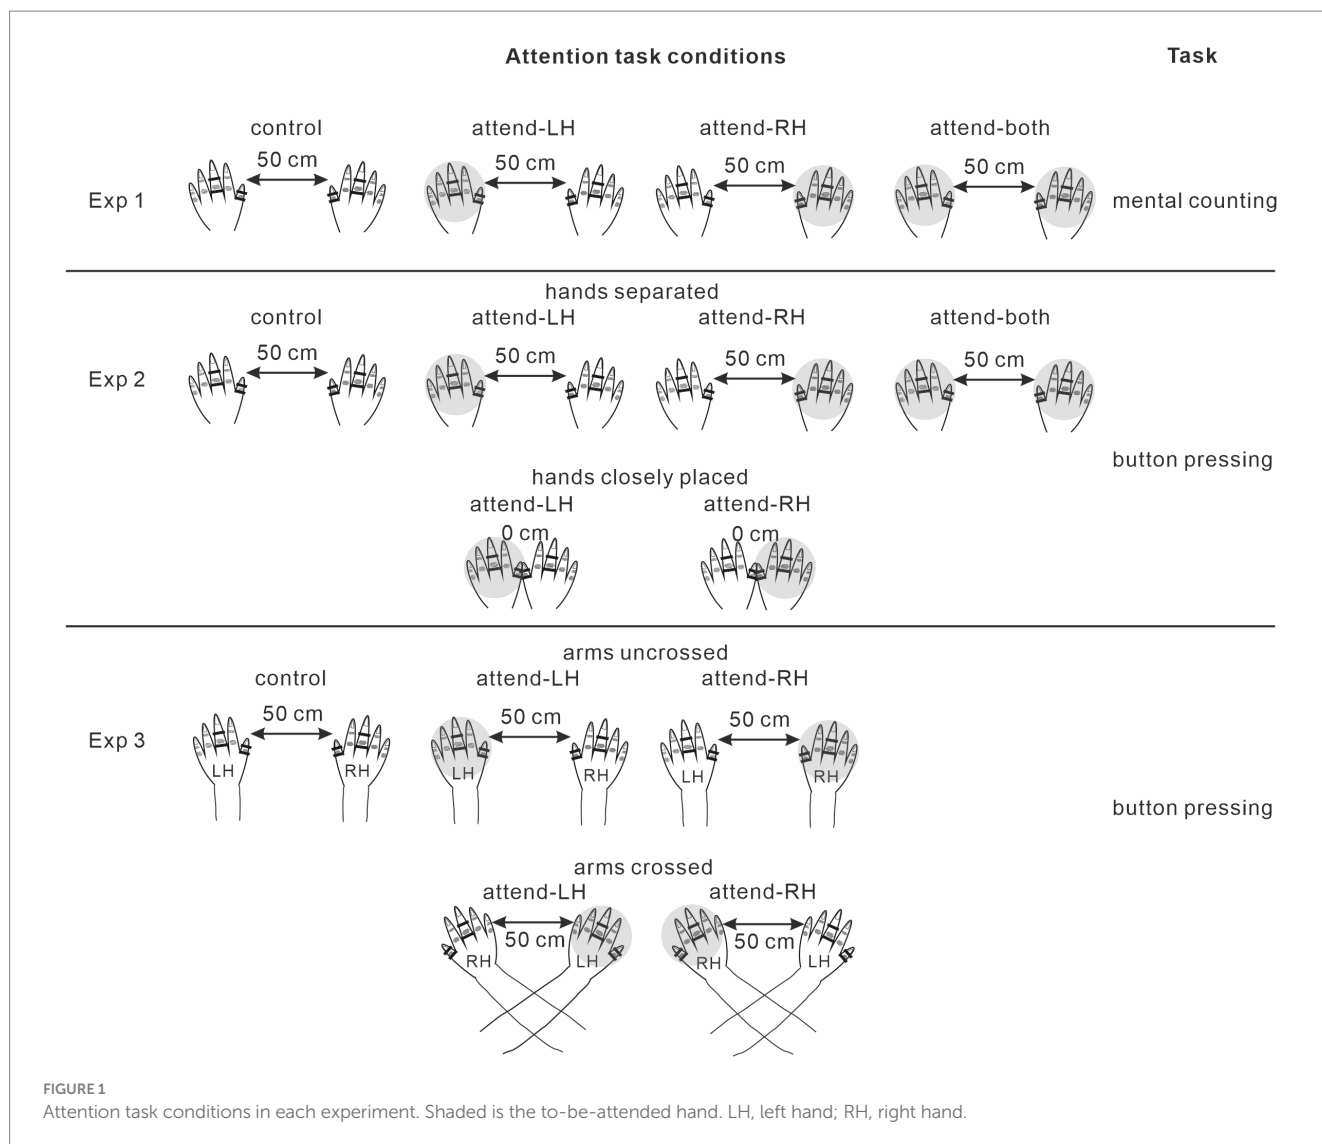 Attention task conditions Task
control attend-LH attend-RH attend-both
50 cm 50 cm 50 cm 50 cm
Exp 1 mental counting
hands separated
control attend-LH attend-RH attend-both
50 cm 50 cm 50 cm 50 cm
Exp 2
button pressing
hands closely placed
attend-LH attend-RH
0 cm 0 cm
arms uncrossed
control attend-LH attend-RH
50 cm 50 cm 50 cm
Exp 3
LH RH LH RH LH RH
button pressing
arms crossed
attend-LH attend-RH
50 cm 50 cm
RH LH RH LH
FIGURE 1
Attention task conditions in each experiment. Shaded is the to-be-attended hand. LH, left hand; RH, right hand.